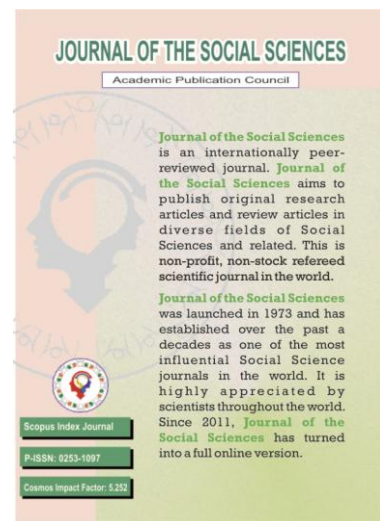 JOURNAL OF THE SOCIAL SCIENCES
Academic Publication Council
Journal of the Social Sciences
is an internationally peer-
reviewed journal. Journal of
the Social Sciences aims to
publish original research
articles and review articles in
diverse fields of Social
Sciences and related. This is
non-profit, non-stock refereed
scientific journal in the world.
Journal of the Social Sciences
was launched in 1973 and has
established over the past a
decades as one of the most
influential Social Science
journals in the world. It is
highly appreciated by
scientists throughout the world.
Since 2011, Journal of the
Social Sciences has turned
into a full online version.
Scopus Index Journal
P-ISSN: 0253-1097
Cosmos Impact Factor: 5.252